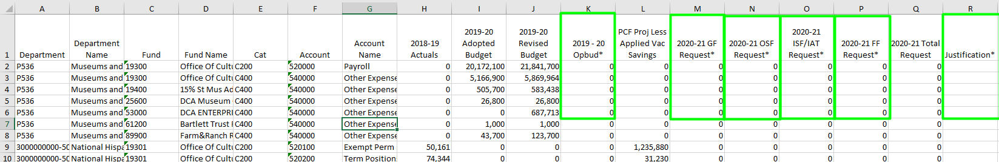 A B C D E F G H I J K L M N O P Q R
1 Department Department Name Fund Fund Name Cat Account Account Name 2018-19 Actuals 2019-20 Adopted Budget 2019-20 Revised Budget 2019 - 20 Opbud* PCF Proj Less Applied Vac Savings 2020-21 GF Request* 2020-21 OSF Request* 2020-21 ISF/IAT Request* 2020-21 FF Request* 2020-21 Total Request Justification*
2 P536 Museums and 19300 Office Of Cultu C200 520000 Payroll 0 20,172,100 21,841,700 0 0 0 0 0 0 0
3 P536 Museums and 19300 Office Of Cultu C400 540000 Other Expense 0 5,166,900 5,869,964 0 0 0 0 0 0 0
4 P536 Museums and 19400 15% St Mus Ad C400 540000 Other Expense 0 505,700 583,438 0 0 0 0 0 0 0
5 P536 Museums and 25600 DCA Museum C400 540000 Other Expense 0 26,800 26,800 0 0 0 0 0 0 0
6 P536 Museums and 53000 DCA ENTERPRI C400 540000 Other Expense 0 0 687,713 0 0 0 0 0 0 0
7 P536 Museums and 61200 Bartlett Trust F C400 540000 Other Expense 0 1,000 1,000 0 0 0 0 0 0 0
8 P536 Museums and 89900 Farm&Ranch R C400 540000 Other Expense 0 43,700 123,700 0 0 0 0 0 0 0
9 3000000000-50 National Hispa 19301 Office Of Cultu C200 520100 Exempt Perm 50,161 0 0 0 1,235,880 0 0 0 0 0
10 3000000000-50 National Hispa 19301 Office Of Cultu C200 520200 Term Position 74,344 0 0 0 31,230 0 0 0 0 0